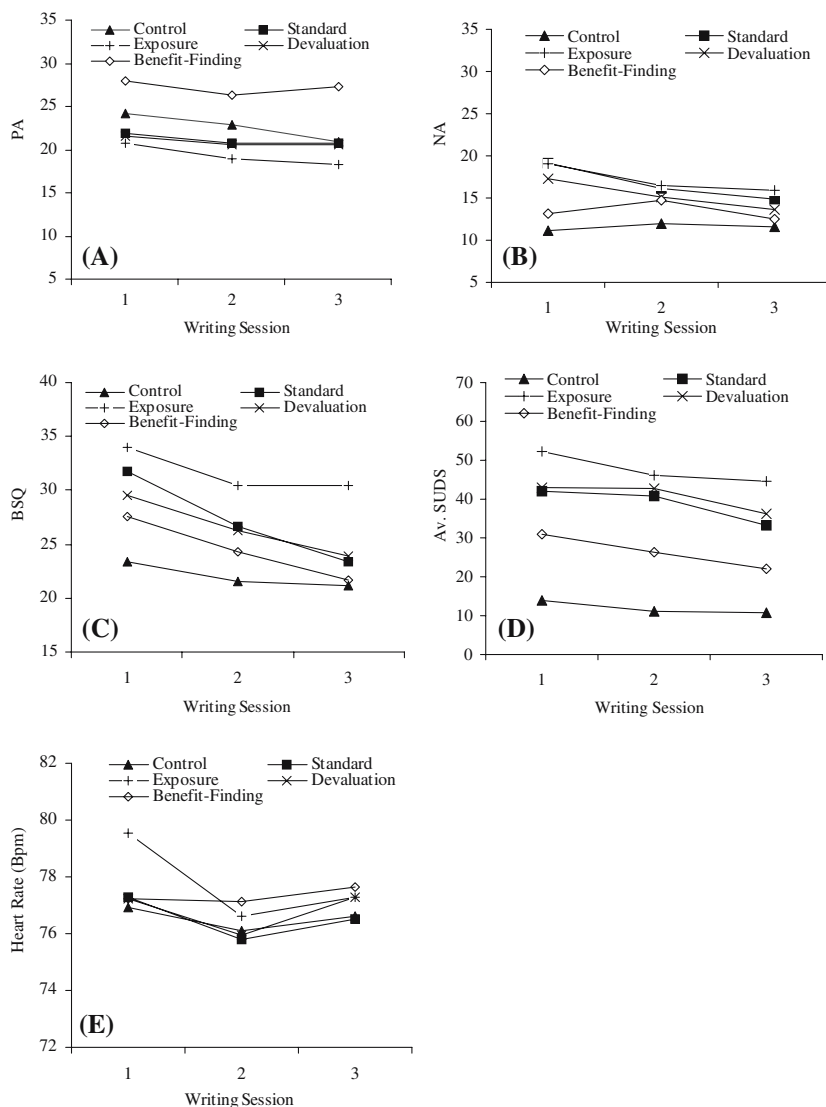 Control Standard
Exposure Devaluation
Benefit-Finding
40
35
30
25
20
15
10
5
PA
(A)
1 2 3
Writing Session
Control Standard
Exposure Devaluation
Benefit-Finding
40
35
30
25
20
15
10
5
NA
(B)
1 2 3
Writing Session
Control Standard
Exposure Devaluation
Benefit-Finding
40
35
30
25
20
15
BSQ
(C)
1 2 3
Writing Session
Control Standard
Exposure Devaluation
Benefit-Finding
70
60
50
40
30
20
10
0
Av. SUDS
(D)
1 2 3
Writing Session
Control Standard
Exposure Devaluation
Benefit-Finding
82
80
78
76
74
72
Heart Rate (Bpm)
(E)
1 2 3
Writing Session